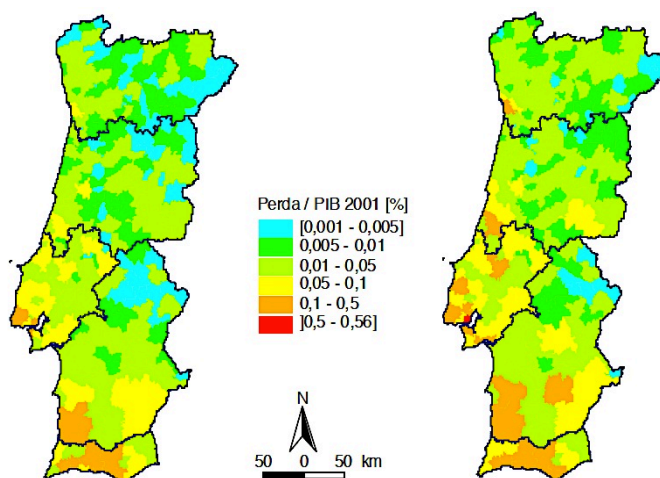 Perda / PIB 2001 [%]
[0,001 - 0,005]
0,005 - 0,01
0,01 - 0,05
0,05 - 0,1
0,1 - 0,5
]0,5 - 0,56]
N
50 0 50 km